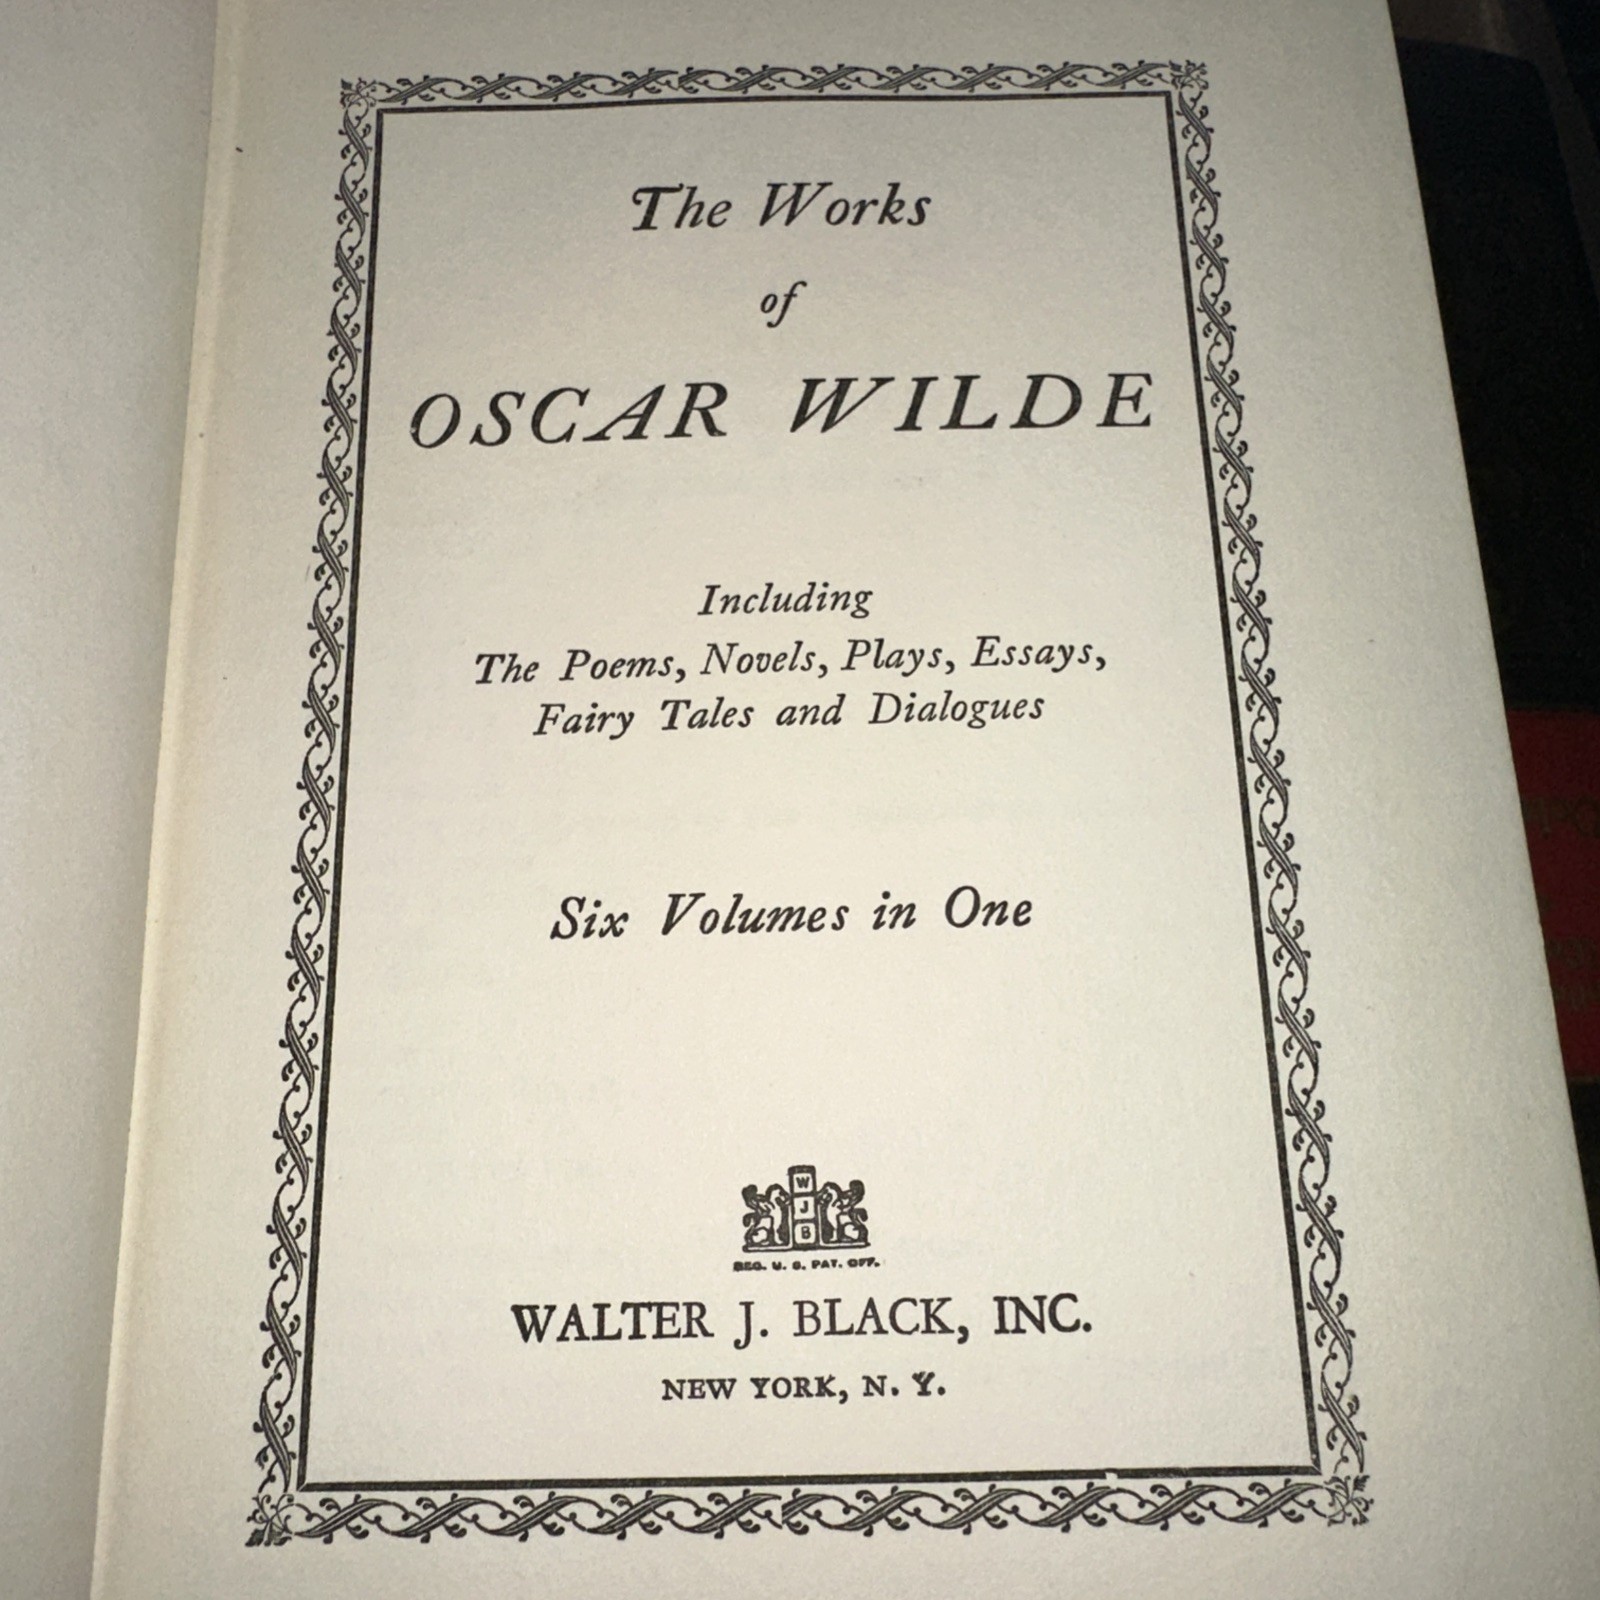 The Works
of
OSCAR WILDE
Including
The Poems, Novels, Plays, Essays,
Fairy Tales and Dialogues
Six Volumes in One
W
J
B
REG. U. S. PAT. OFF.
WALTER J. BLACK, INC.
NEW YORK, N. Y.